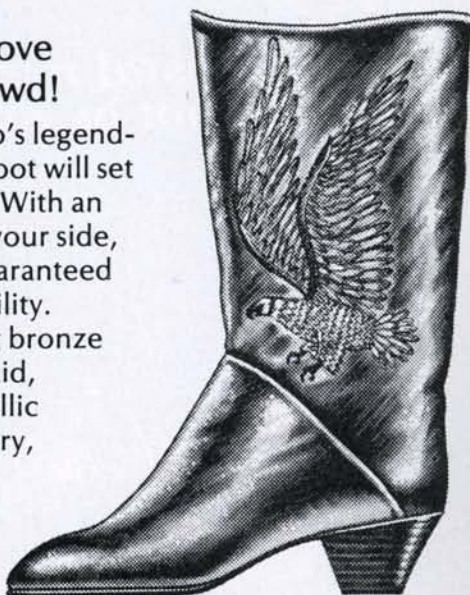 ove
wd!
o's legend-
oot will set
With an
your side,
aranteed
ility.
bronze
id,
llic
ry,